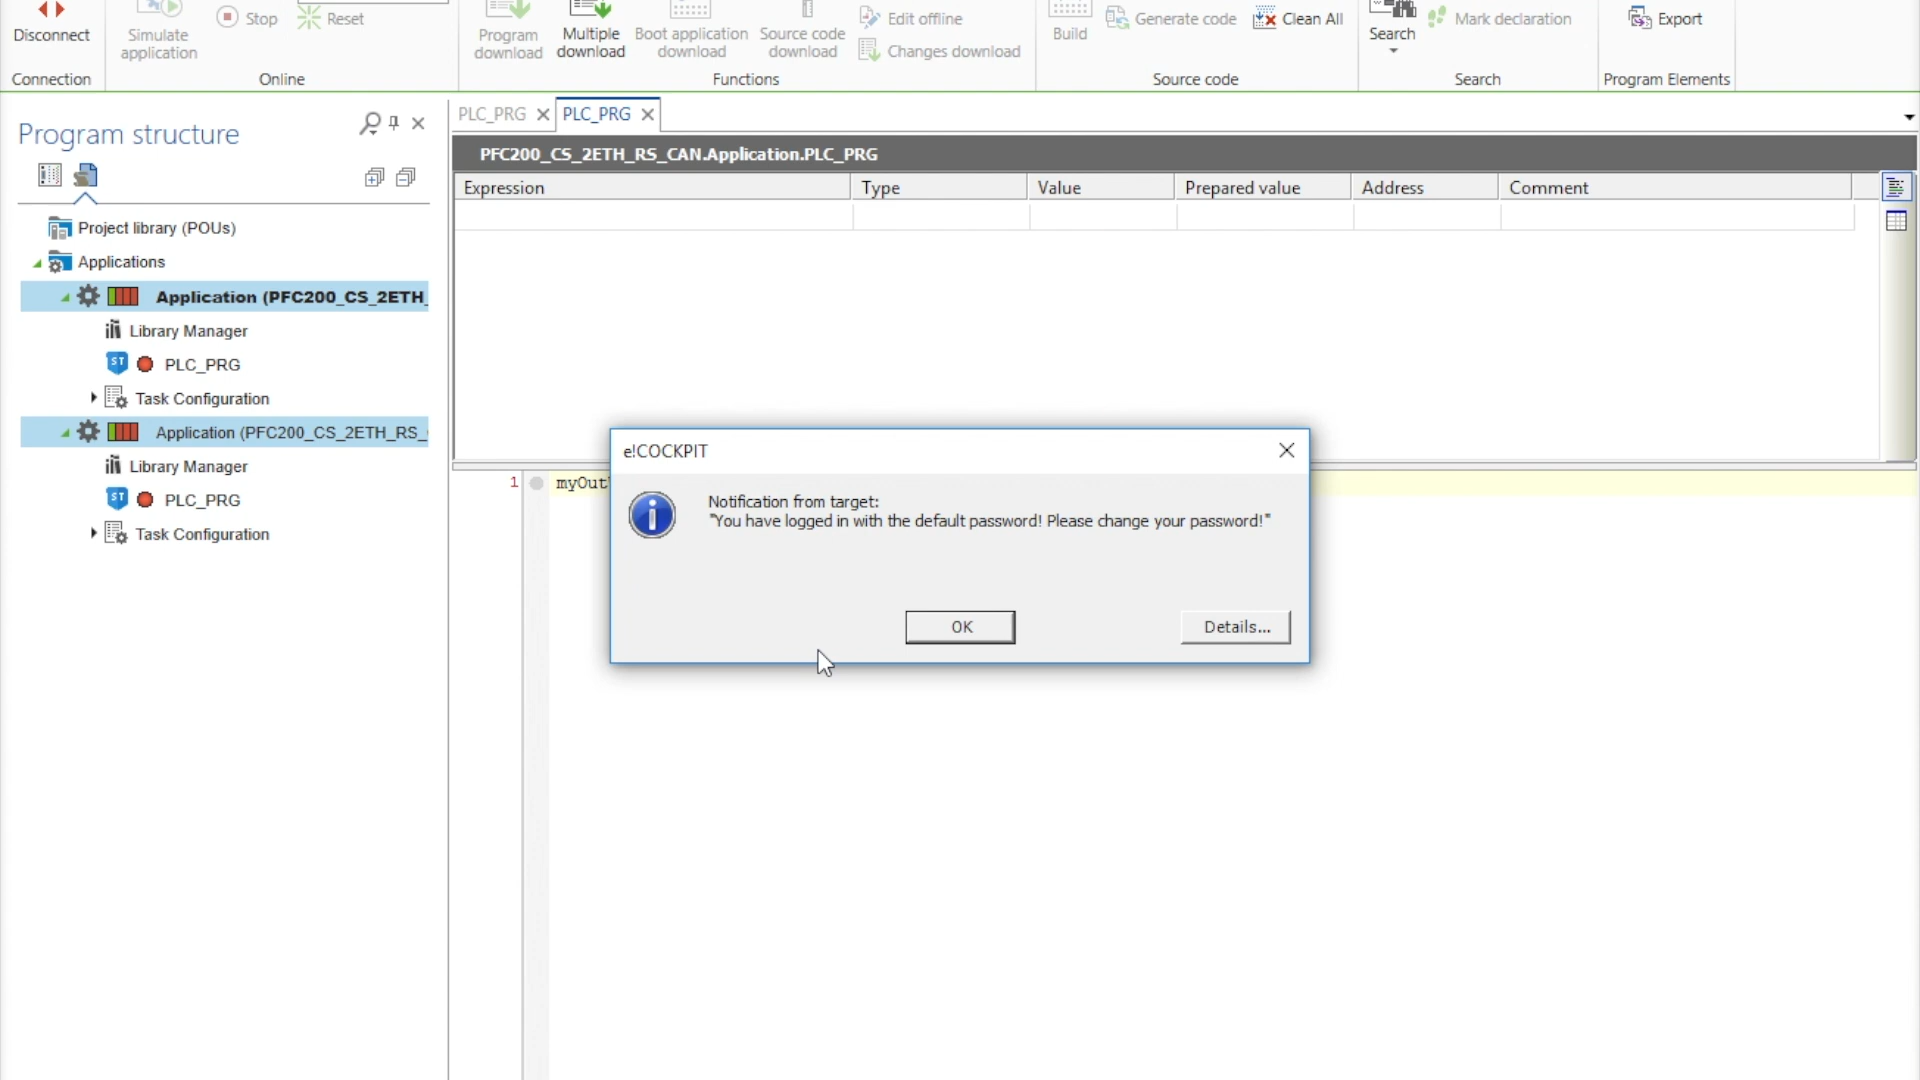 Disconnect
Connection
Simulate
application
Stop
Reset
Online
Program
download
Multiple
download
Boot application
download
Source code
download
Edit offline
Changes download
Functions
Build
Generate code
Clean All
Source code
Search
Mark declaration
Search
Export
Program Elements
Program structure
Project library (POUs)
Applications
Application (PFC200_CS_2ETH_
Library Manager
ST PLC_PRG
Task Configuration
Application (PFC200_CS_2ETH_RS_
Library Manager
ST PLC_PRG
Task Configuration
PLC_PRG
PLC_PRG
PFC200_CS_2ETH_RS_CAN.Application.PLC_PRG
Expression Type Value Prepared value Address Comment
1 myOut
e!COCKPIT
Notification from target:
"You have logged in with the default password! Please change your password!"
OK
Details...